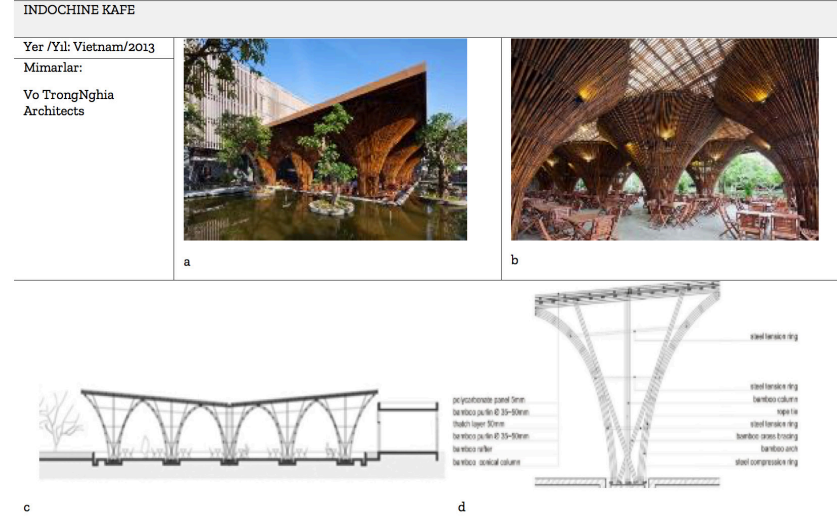 INDOCHINE KAFE
Yer /Yıl: Vietnam/2013
Mimarlar:
Vo TrongNghia
Architects
a
b
polycarbonate panel 5mm
bamboo purlin Ø 35~50mm
thatch layer 50mm
bamboo purlin Ø 35~50mm
bamboo rafter
bamboo conical column
steel tension ring
steel tension ring
bamboo column
rope tie
steel tension ring
bamboo cross bracing
bamboo arch
steel compression ring
c
d